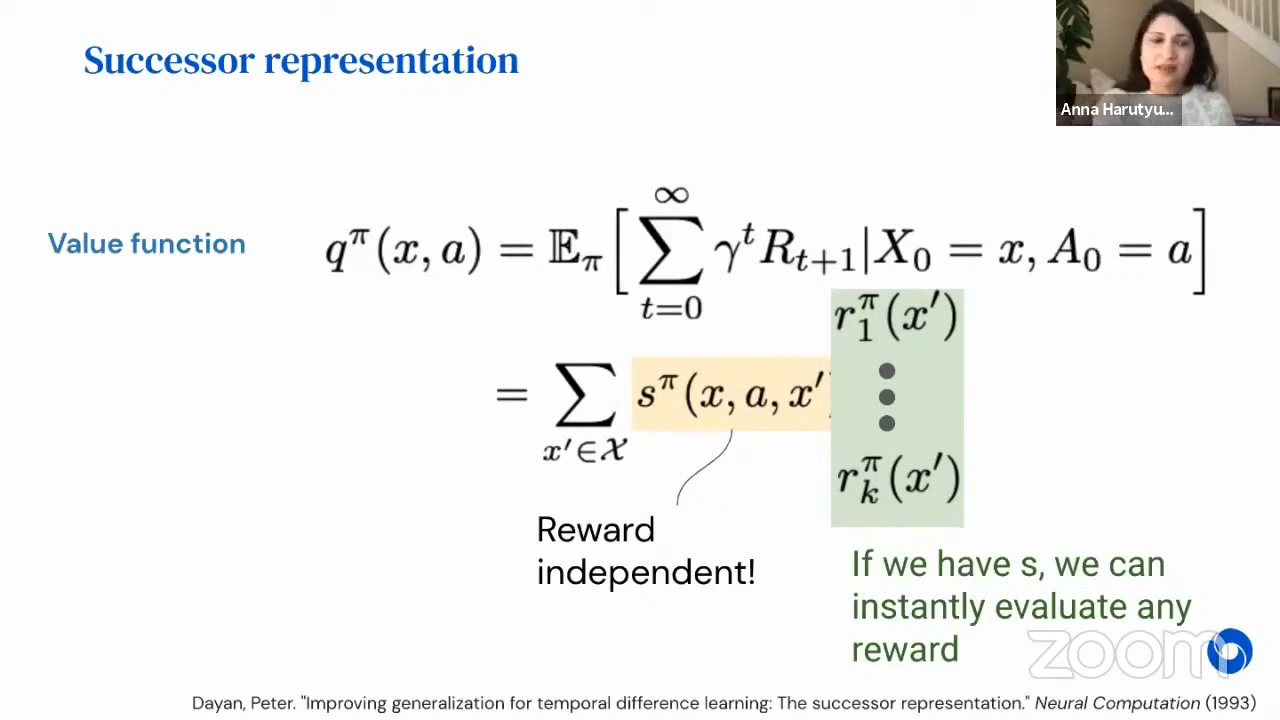 Successor representation
Anna Harutyu...
Value function
q^π(x, a) = 𝔼_π[∑_{t=0}^{∞} γ^t R_{t+1}|X_0 = x, A_0 = a]
= ∑_{x′∈𝒳} s^π(x, a, x′)
r_1^π(x′)
⋮
r_k^π(x′)
Reward
independent!
If we have s, we can
instantly evaluate any
reward
zoom
Dayan, Peter. "Improving generalization for temporal difference learning: The successor representation." Neural Computation (1993)